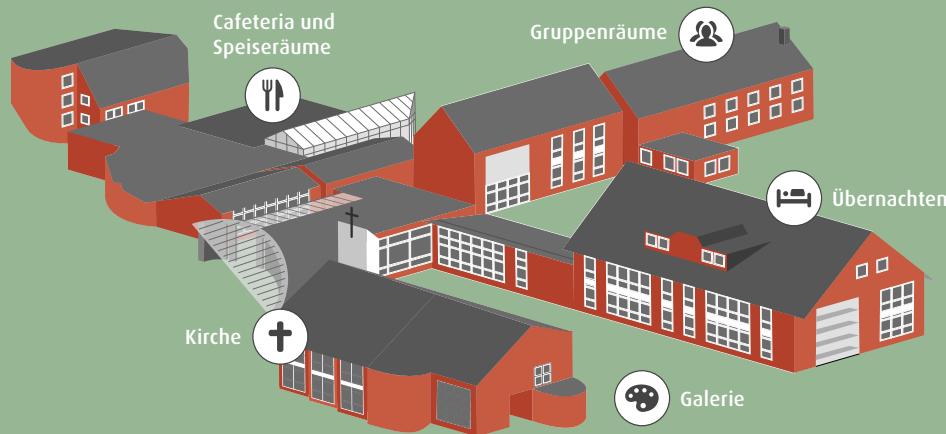 Cafeteria und
Speiseräume
Gruppenräume
Übernachten
Kirche
Galerie